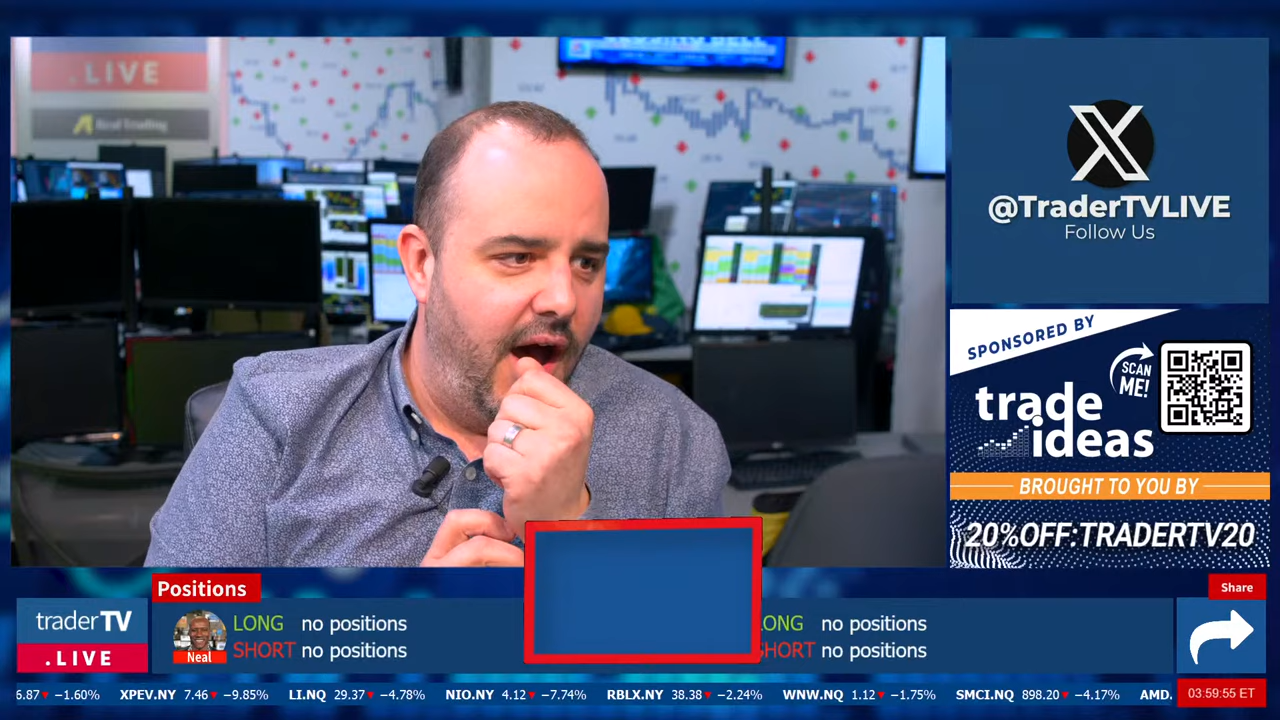 .LIVE
CLOSING BELL
@TraderTVLIVE
Follow Us
SPONSORED BY
SCAN
ME!
trade
ideas
BROUGHT TO YOU BY
20%OFF:TRADERTV20
Positions
Share
traderTV
.LIVE
Neal
LONG no positions
SHORT no positions
LONG no positions
SHORT no positions
6.87▼ −1.60% XPEV.NY 7.46▼ −9.85% LI.NQ 29.37▼ −4.78% NIO.NY 4.12▼ −7.74% RBLX.NY 38.38▼ −2.24% WNW.NQ 1.12▼ −1.75% SMCI.NQ 898.20▼ −4.17% AMD.
03:59:55 ET